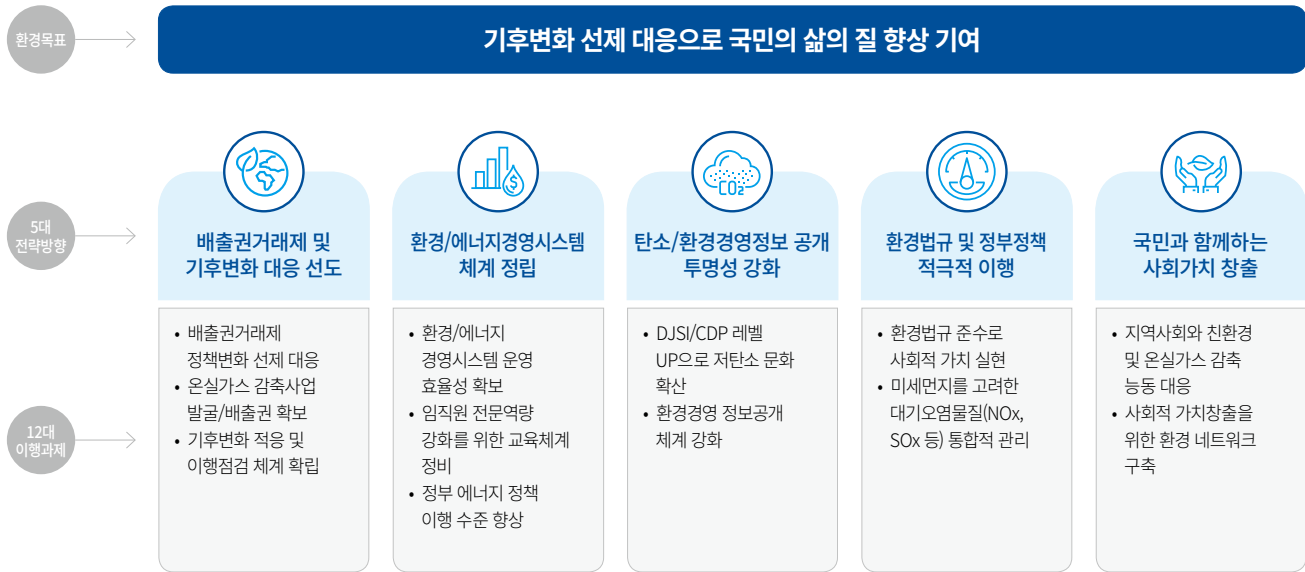 환경목표
기후변화 선제 대응으로 국민의 삶의 질 향상 기여
5대
전략방향
배출권거래제 및
기후변화 대응 선도
환경/에너지경영시스템
체계 정립
CO2
탄소/환경경영정보 공개
투명성 강화
환경법규 및 정부정책
적극적 이행
국민과 함께하는
사회가치 창출
12대
이행과제
• 배출권거래제
정책변화 선제 대응
• 온실가스 감축사업
발굴/배출권 확보
• 기후변화 적응 및
이행점검 체계 확립
• 환경/에너지
경영시스템 운영
효율성 확보
• 임직원 전문역량
강화를 위한 교육체계
정비
• 정부 에너지 정책
이행 수준 향상
• DJSI/CDP 레벨
UP으로 저탄소 문화
확산
• 환경경영 정보공개
체계 강화
• 환경법규 준수로
사회적 가치 실현
• 미세먼지를 고려한
대기오염물질(NOx,
SOx 등) 통합적 관리
• 지역사회와 친환경
및 온실가스 감축
능동 대응
• 사회적 가치창출을
위한 환경 네트워크
구축